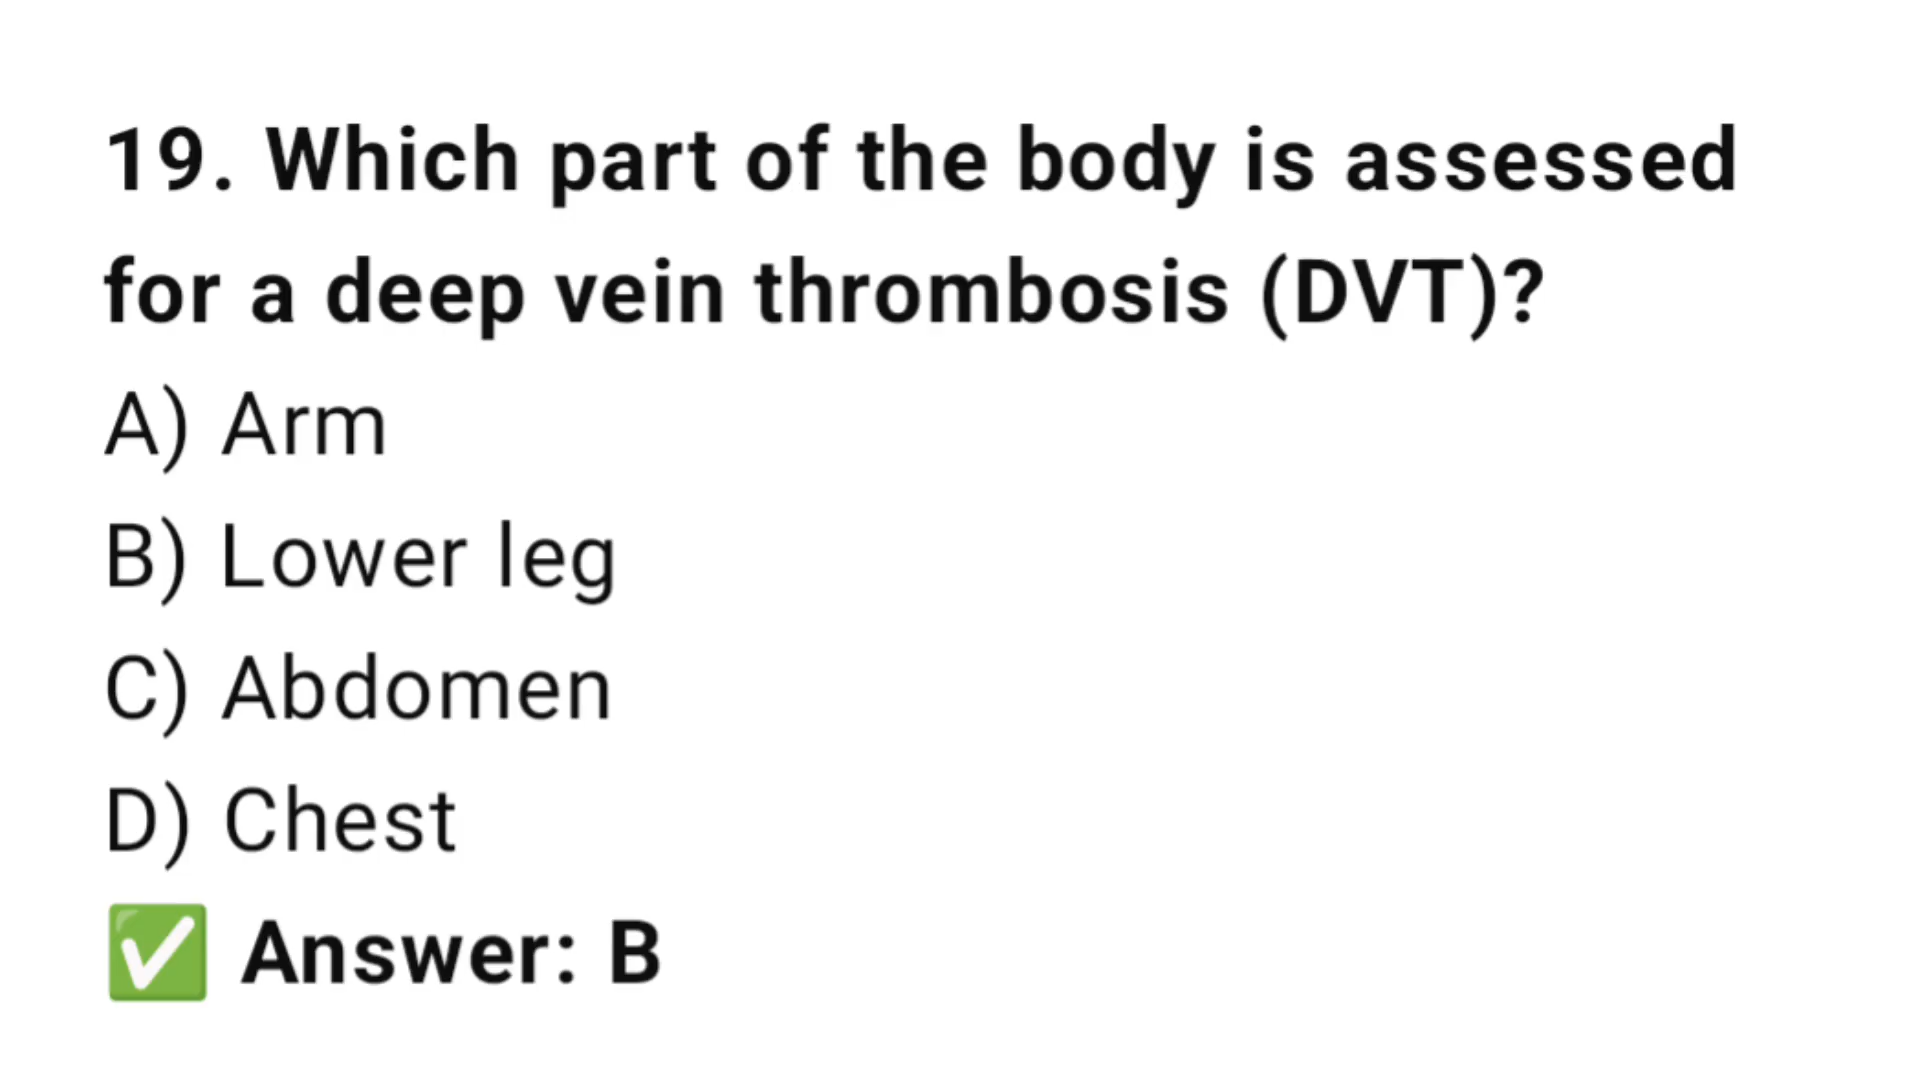 19. Which part of the body is assessed
for a deep vein thrombosis (DVT)?
A) Arm
B) Lower leg
C) Abdomen
D) Chest
✅ Answer: B